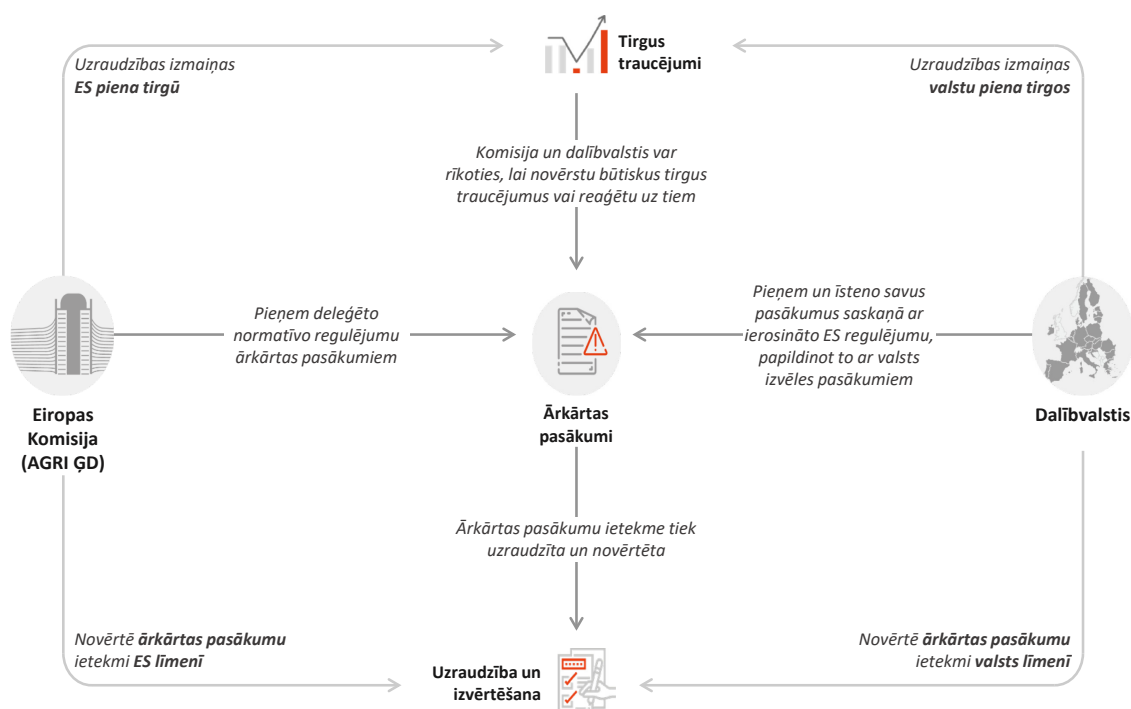 Uzraudzības izmaiņas
ES piena tirgū
Tirgus
traucējumi
Uzraudzības izmaiņas
valstu piena tirgos
Komisija un dalībvalstis var
rīkoties, lai novērstu būtiskus tirgus
traucējumus vai reaģētu uz tiem
Pieņem deleģēto
normatīvo regulējumu
ārkārtas pasākumiem
Pieņem un īsteno savus
pasākumus saskaņā ar
ierosināto ES regulējumu,
papildinot to ar valsts
izvēles pasākumiem
Eiropas
Komisija
(AGRI ĢD)
Ārkārtas
pasākumi
Dalībvalstis
Ārkārtas pasākumu ietekme tiek
uzraudzīta un novērtēta
Novērtē ārkārtas pasākumu
ietekmi ES līmenī
Uzraudzība un
izvērtēšana
Novērtē ārkārtas pasākumu
ietekmi valsts līmenī